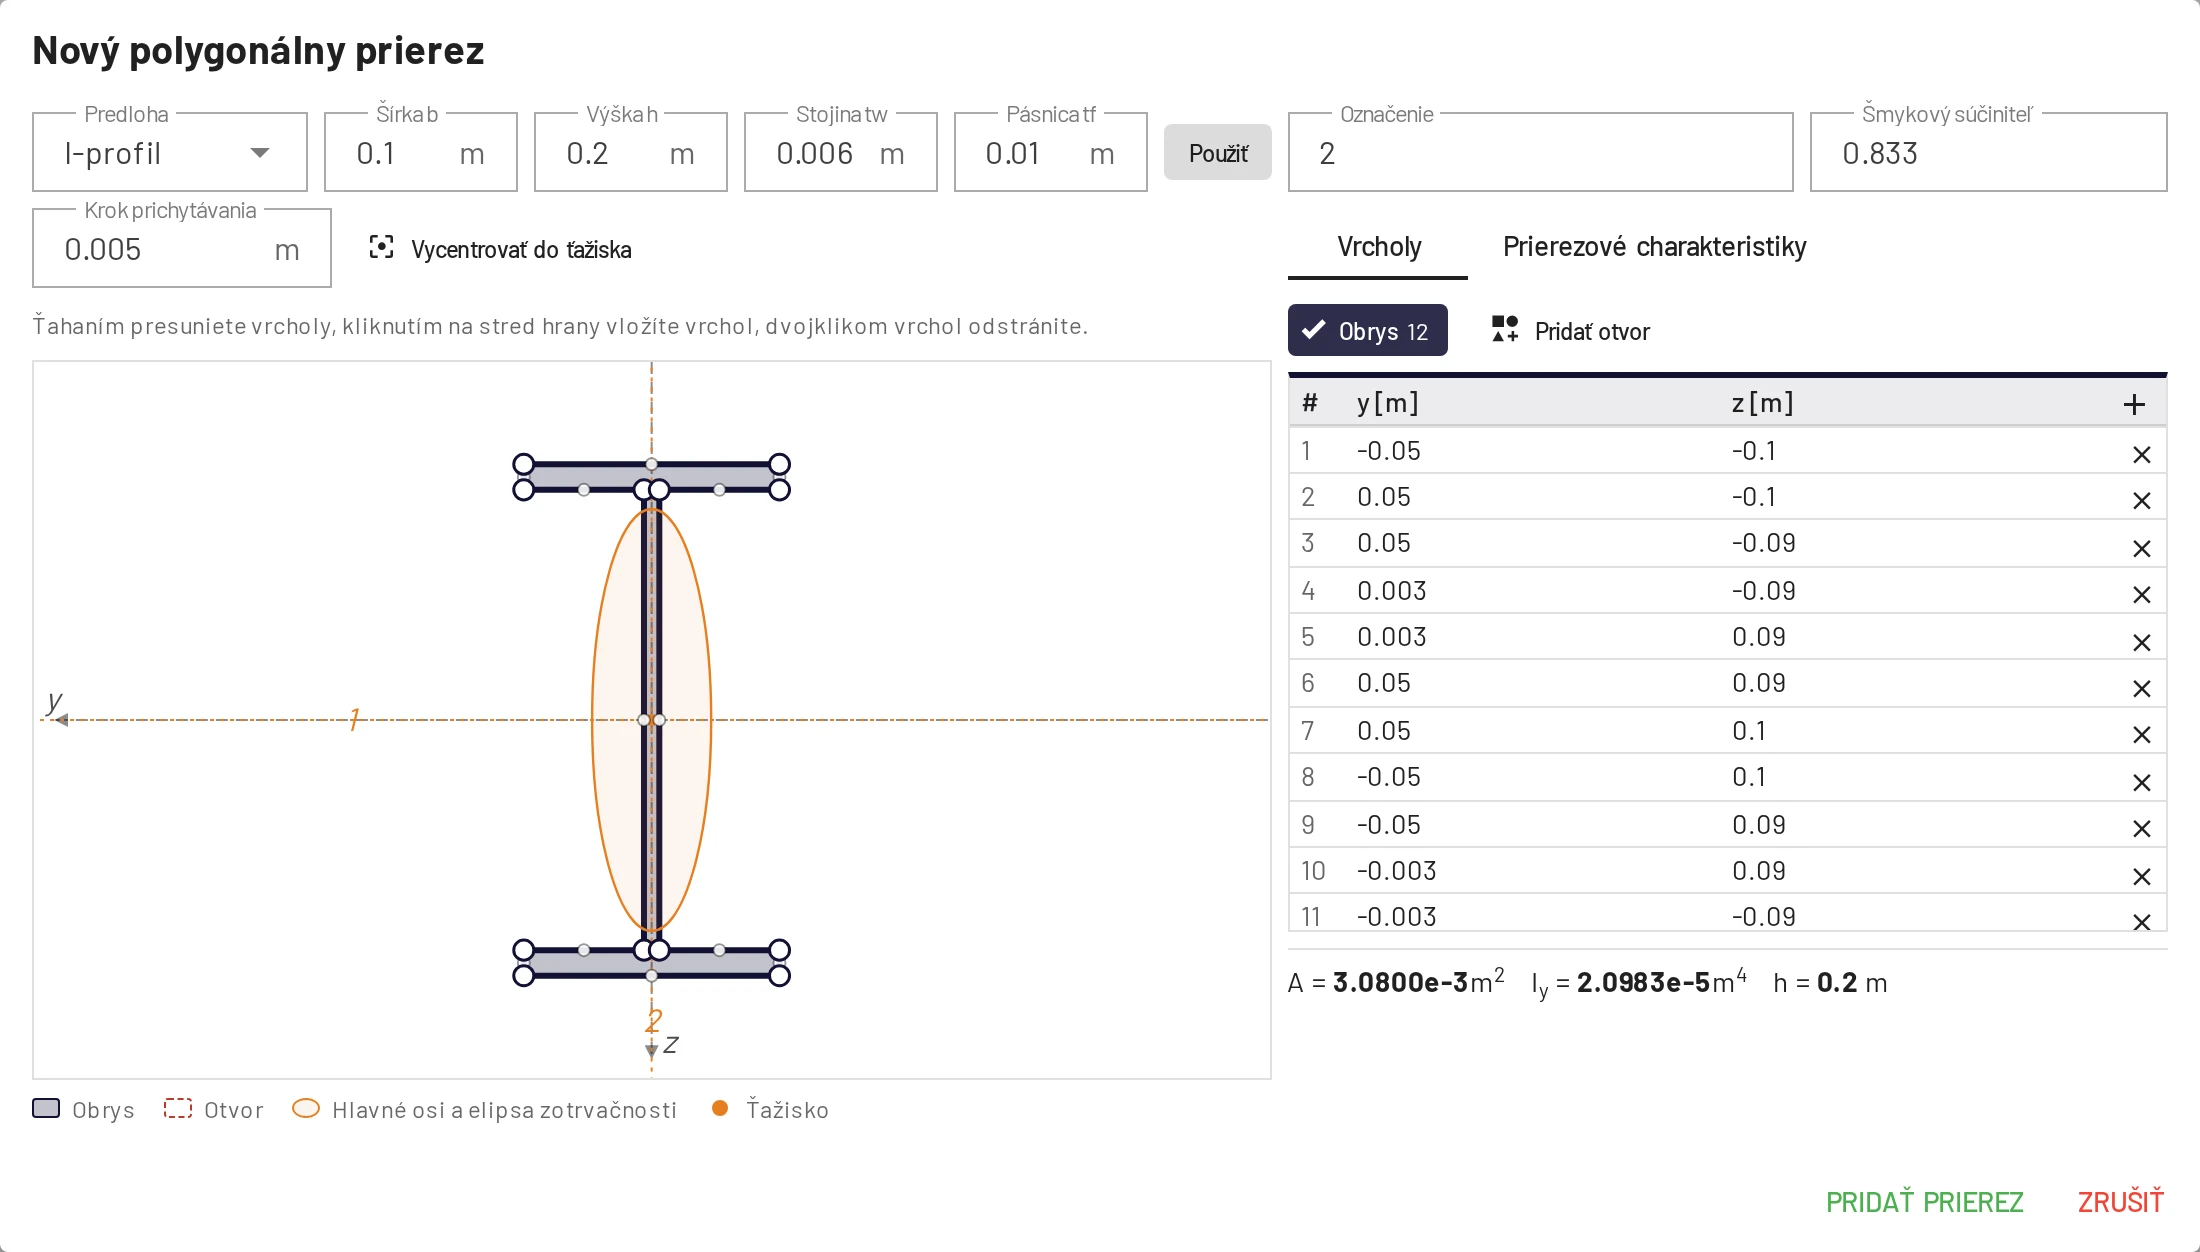 Nový polygonálny prierez
Predloha
I-profil
Šírka b
0.1 m
Výška h
0.2 m
Stojina tw
0.006 m
Pásnica tf
0.01 m
Použiť
Označenie
2
Šmykový súčiniteľ
0.833
Krok prichytávania
0.005 m
Vycentrovať do ťažiska
Vrcholy
Prierezové charakteristiky
Ťahaním presuniete vrcholy, kliknutím na stred hrany vložíte vrchol, dvojklikom vrchol odstránite.
Obrys 12
Pridať otvor
# y [m] z [m] +
1 -0.05 -0.1
2 0.05 -0.1
3 0.05 -0.09
4 0.003 -0.09
5 0.003 0.09
6 0.05 0.09
7 0.05 0.1
8 -0.05 0.1
9 -0.05 0.09
10 -0.003 0.09
11 -0.003 -0.09
y
1
2
z
A = 3.0800e-3m² Iy = 2.0983e-5m⁴ h = 0.2 m
Obrys
Otvor
Hlavné osi a elipsa zotrvačnosti
Ťažisko
PRIDAŤ PRIEREZ
ZRUŠIŤ